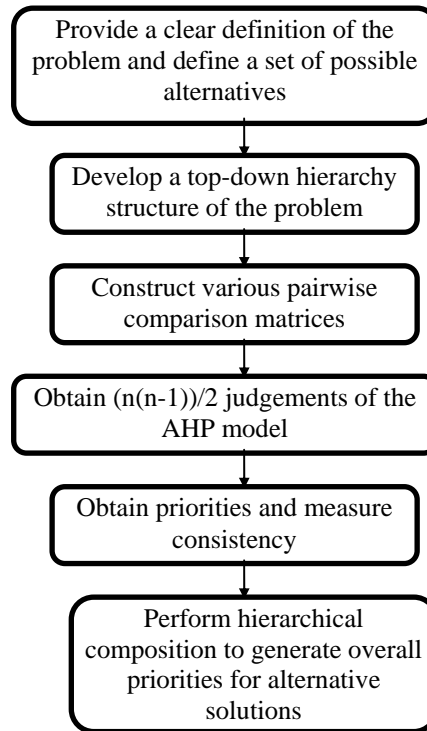 Provide a clear definition of the
problem and define a set of possible
alternatives
Develop a top-down hierarchy
structure of the problem
Construct various pairwise
comparison matrices
Obtain (n(n-1))/2 judgements of the
AHP model
Obtain priorities and measure
consistency
Perform hierarchical
composition to generate overall
priorities for alternative
solutions